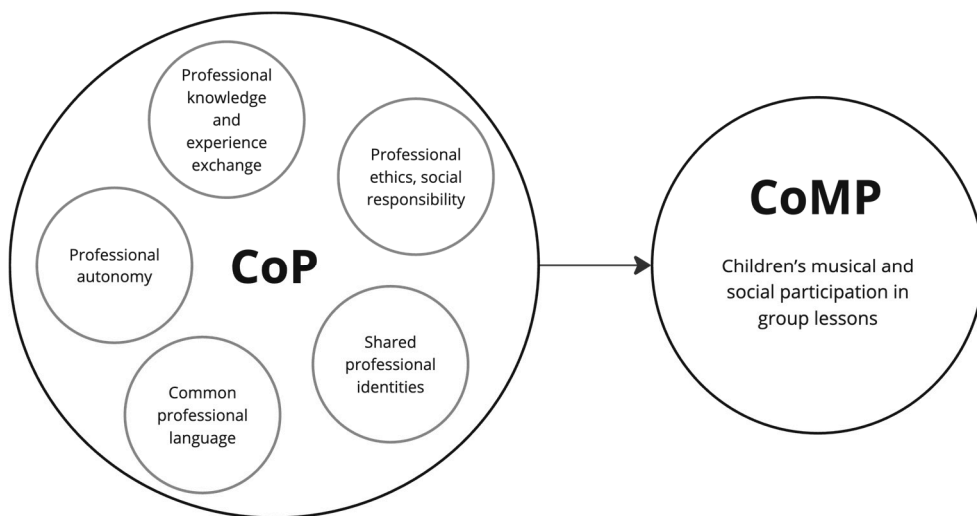 Professional
knowledge
and
experience
exchange
Professional
ethics, social
responsibility
Professional
autonomy
CoP
Shared
professional
identities
Common
professional
language
CoMP
Children’s musical and
social participation in
group lessons